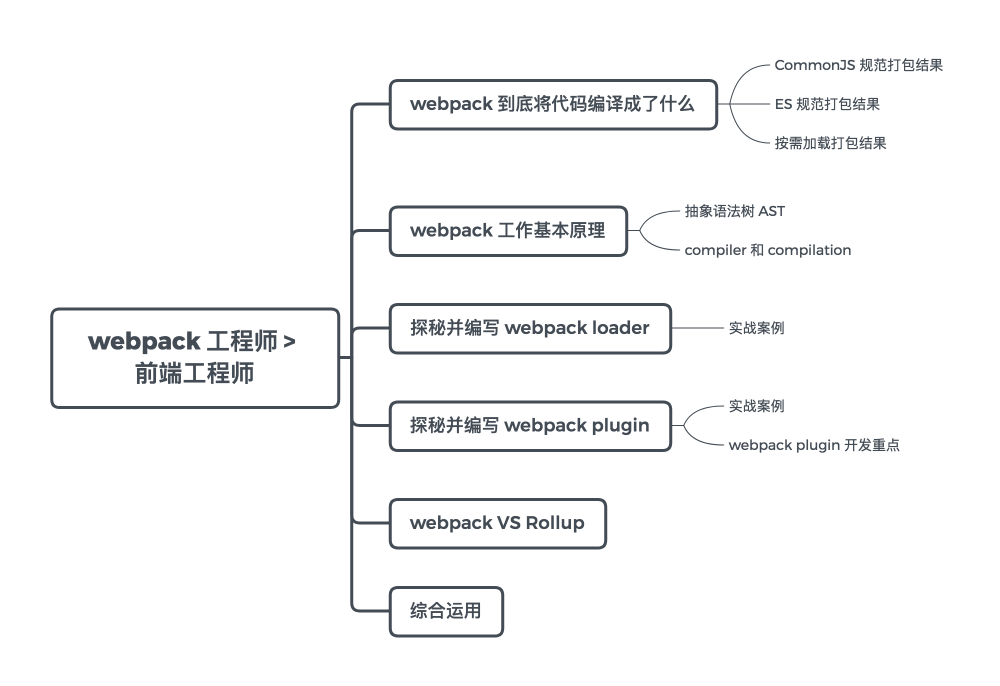 webpack 工程师 >
前端工程师
webpack 到底将代码编译成了什么
CommonJS 规范打包结果
ES 规范打包结果
按需加载打包结果
webpack 工作基本原理
抽象语法树 AST
compiler 和 compilation
探秘并编写 webpack loader
实战案例
探秘并编写 webpack plugin
实战案例
webpack plugin 开发重点
webpack VS Rollup
综合运用